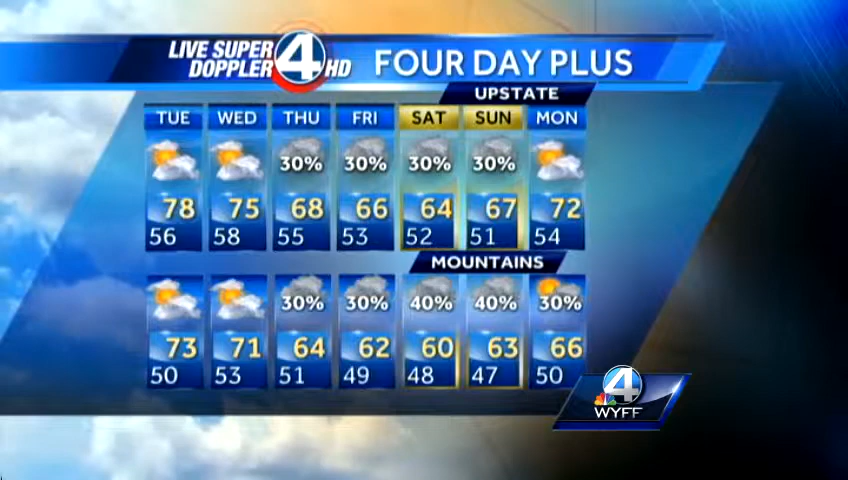 LIVE SUPER
DOPPLER 4 HD
FOUR DAY PLUS
UPSTATE
TUE WED THU FRI SAT SUN MON
30% 30% 30% 30%
78 75 68 66 64 67 72
56 58 55 53 52 51 54
MOUNTAINS
30% 30% 40% 40% 30%
73 71 64 62 60 63 66
50 53 51 49 48 47 50
4
WYFF